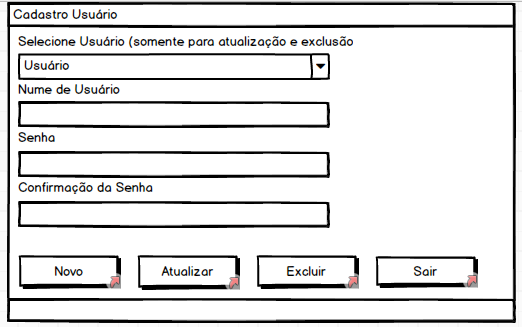 Cadastro Usuário
Selecione Usuário (somente para atualização e exclusão
Usuário
Nume de Usuário
Senha
Confirmação da Senha
Novo Atualizar Excluir Sair